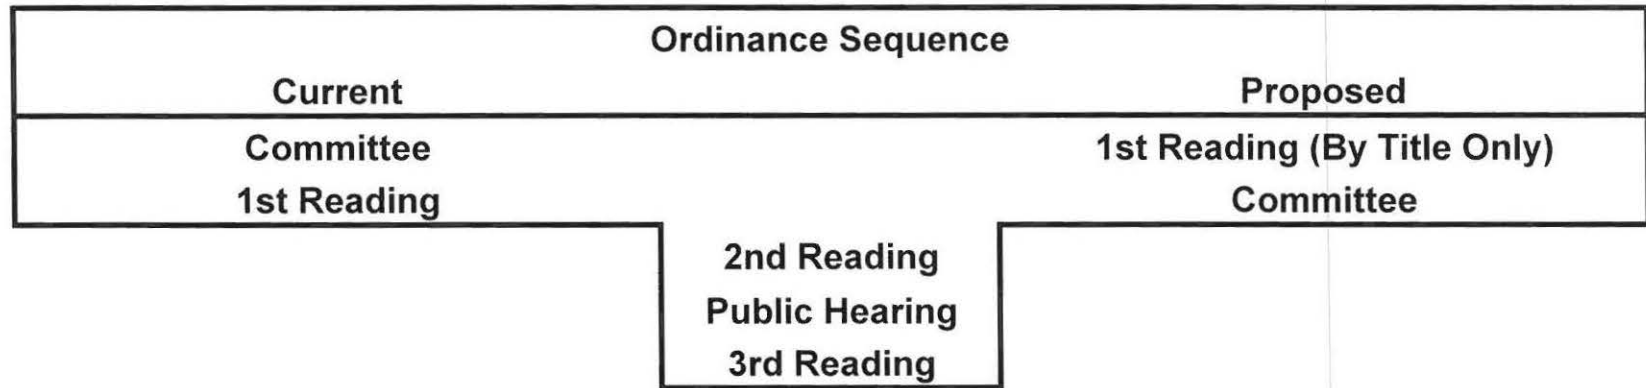 Ordinance Sequence
Current Proposed
Committee 1st Reading (By Title Only)
1st Reading Committee
2nd Reading
Public Hearing
3rd Reading